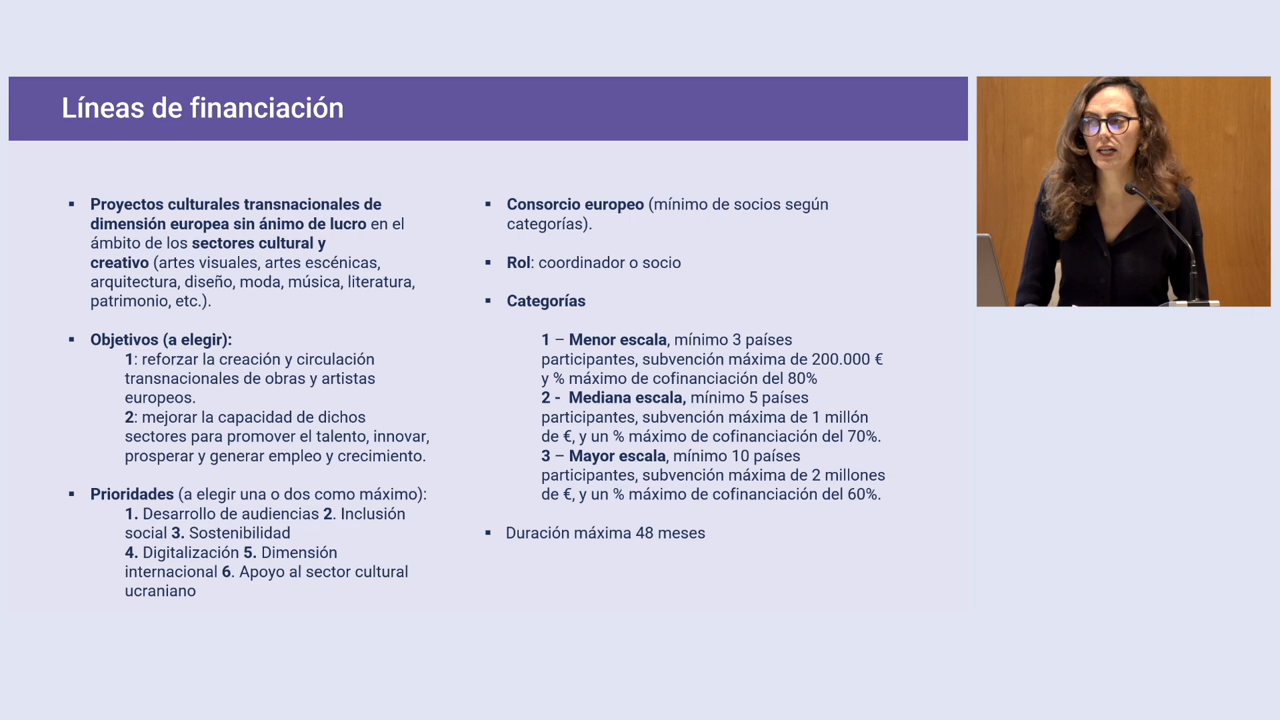 Líneas de financiación
▪ Proyectos culturales transnacionales de
dimensión europea sin ánimo de lucro en el
ámbito de los sectores cultural y
creativo (artes visuales, artes escénicas,
arquitectura, diseño, moda, música, literatura,
patrimonio, etc.).
▪ Objetivos (a elegir):
1: reforzar la creación y circulación
transnacionales de obras y artistas
europeos.
2: mejorar la capacidad de dichos
sectores para promover el talento, innovar,
prosperar y generar empleo y crecimiento.
▪ Prioridades (a elegir una o dos como máximo):
1. Desarrollo de audiencias 2. Inclusión
social 3. Sostenibilidad
4. Digitalización 5. Dimensión
internacional 6. Apoyo al sector cultural
ucraniano
▪ Consorcio europeo (mínimo de socios según
categorías).
▪ Rol: coordinador o socio
▪ Categorías
1 – Menor escala, mínimo 3 países
participantes, subvención máxima de 200.000 €
y % máximo de cofinanciación del 80%
2 - Mediana escala, mínimo 5 países
participantes, subvención máxima de 1 millón
de €, y un % máximo de cofinanciación del 70%.
3 – Mayor escala, mínimo 10 países
participantes, subvención máxima de 2 millones
de €, y un % máximo de cofinanciación del 60%.
▪ Duración máxima 48 meses